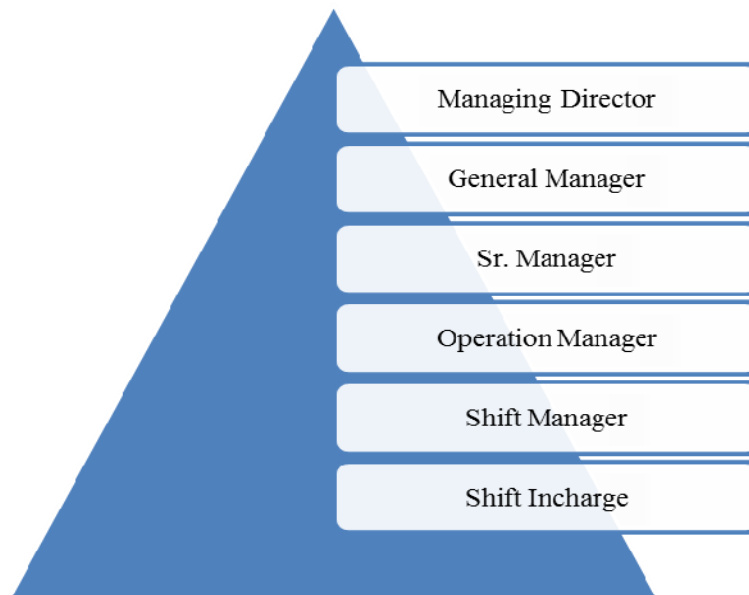 Managing Director
General Manager
Sr. Manager
Operation Manager
Shift Manager
Shift Incharge